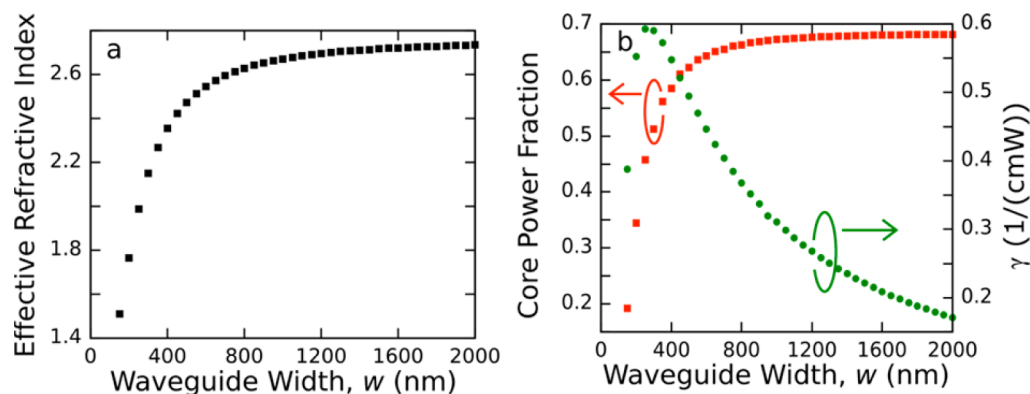 a
Effective Refractive Index
2.6
2.2
1.8
1.4
0 400 800 1200 1600 2000
Waveguide Width, w (nm)
b
Core Power Fraction
0.7
0.6
0.5
0.4
0.3
0.2
0 400 800 1200 1600 2000
Waveguide Width, w (nm)
0.6
0.5
0.4
0.3
0.2
γ (1/(cmW))